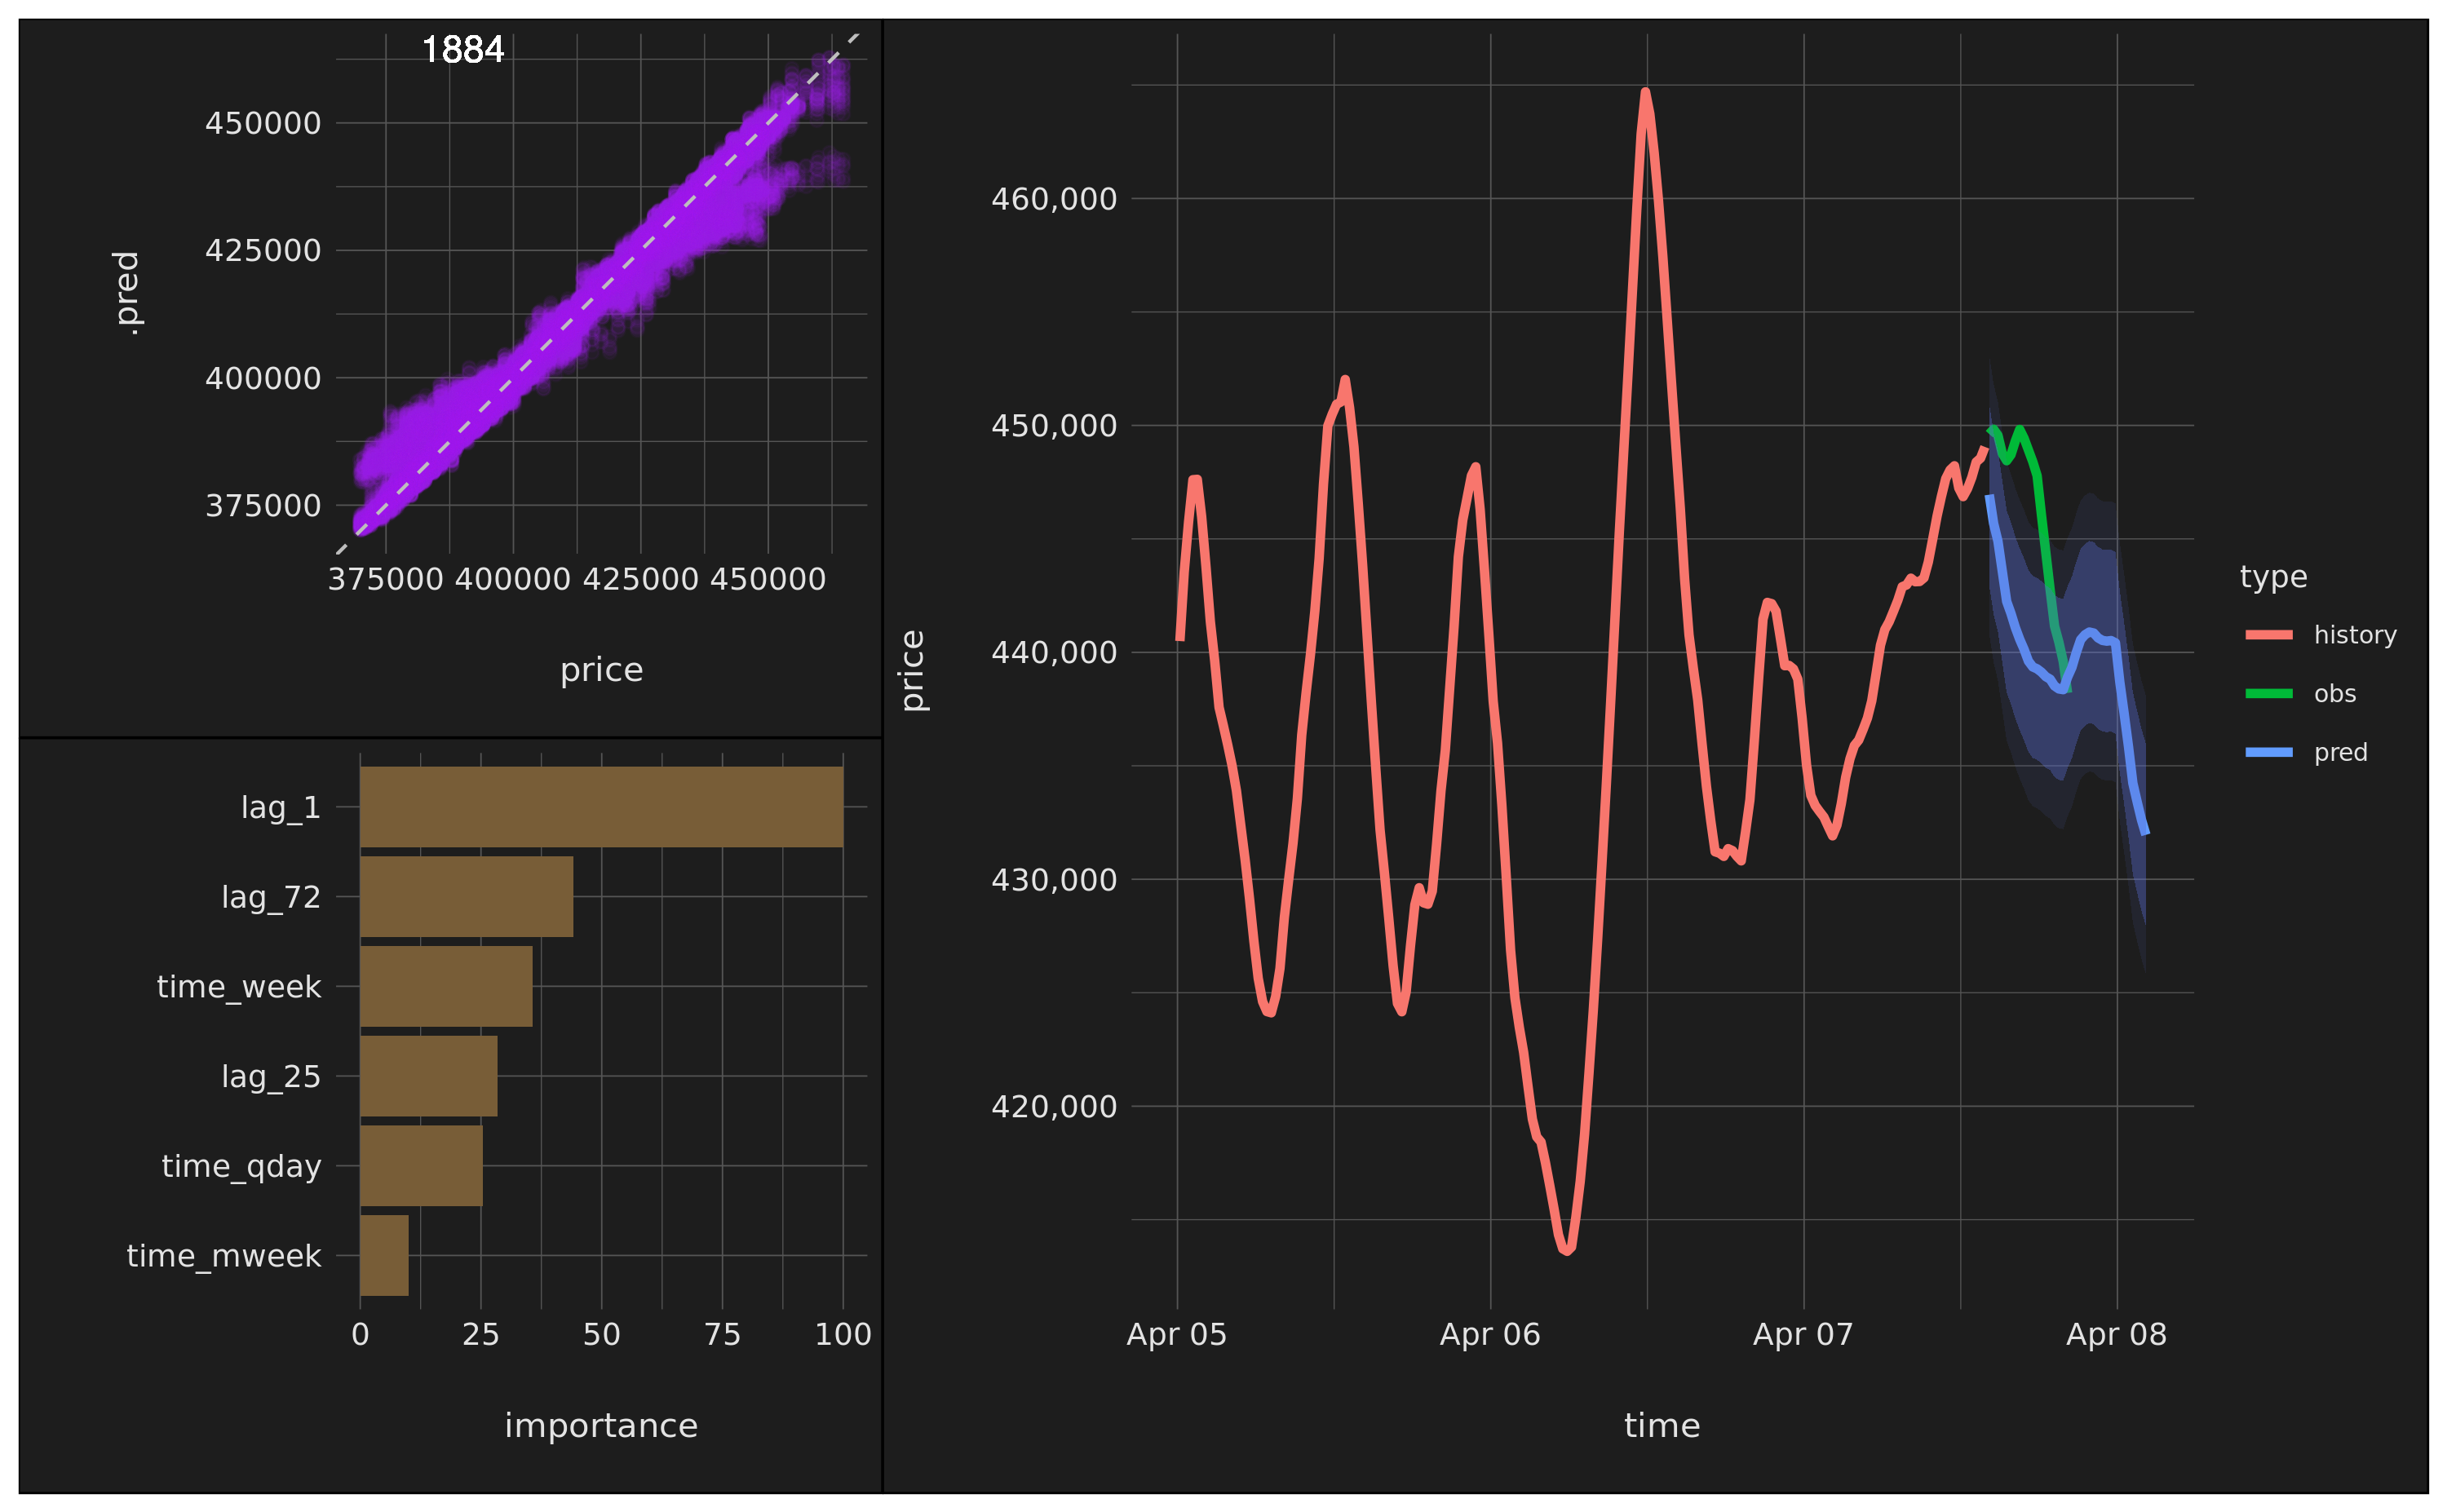 1884
450000
425000
400000
375000
.pred
375000 400000 425000 450000
price
lag_1
lag_72
time_week
lag_25
time_qday
time_mweek
0 25 50 75 100
importance
460,000
450,000
440,000
430,000
420,000
price
Apr 05 Apr 06 Apr 07 Apr 08
time
type
history
obs
pred